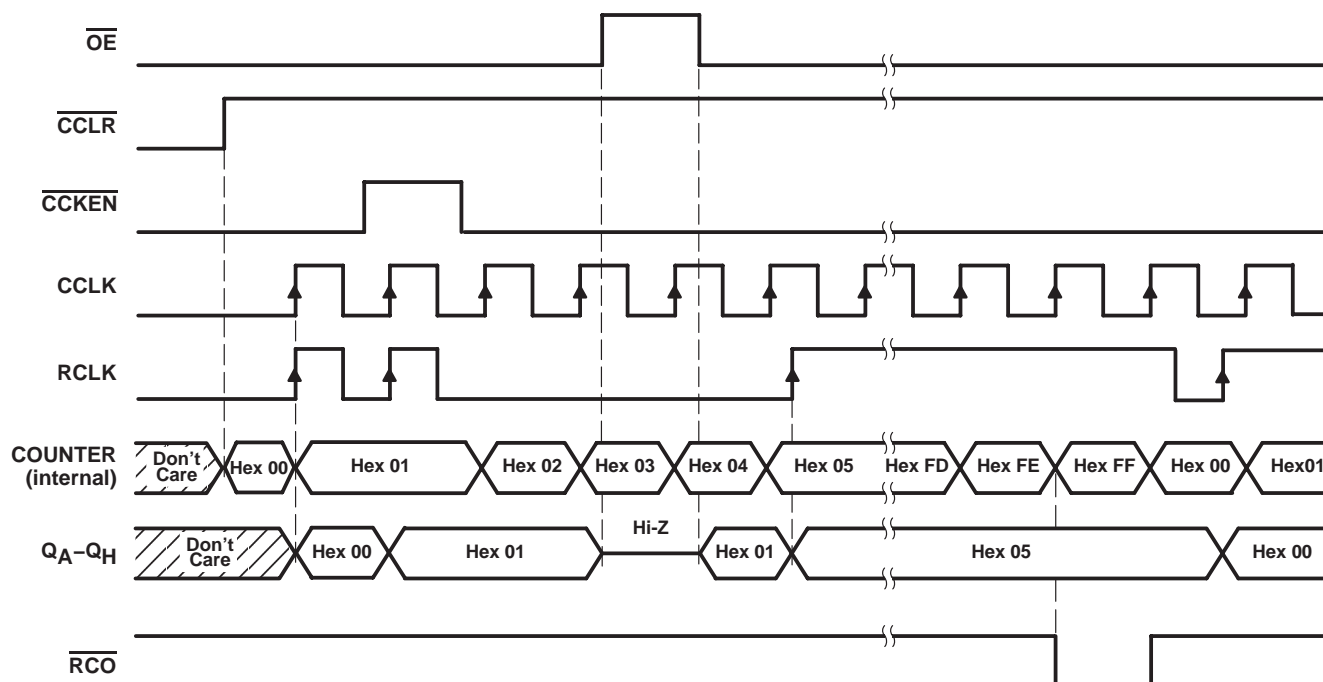 OE
CCLR
CCKEN
CCLK
RCLK
COUNTER
(internal)
Don't
Care
Hex 00
Hex 01
Hex 02
Hex 03
Hex 04
Hex 05
Hex FD
Hex FE
Hex FF
Hex 00
Hex01
QA–QH
Don't
Care
Hex 00
Hex 01
Hi-Z
Hex 01
Hex 05
Hex 00
RCO